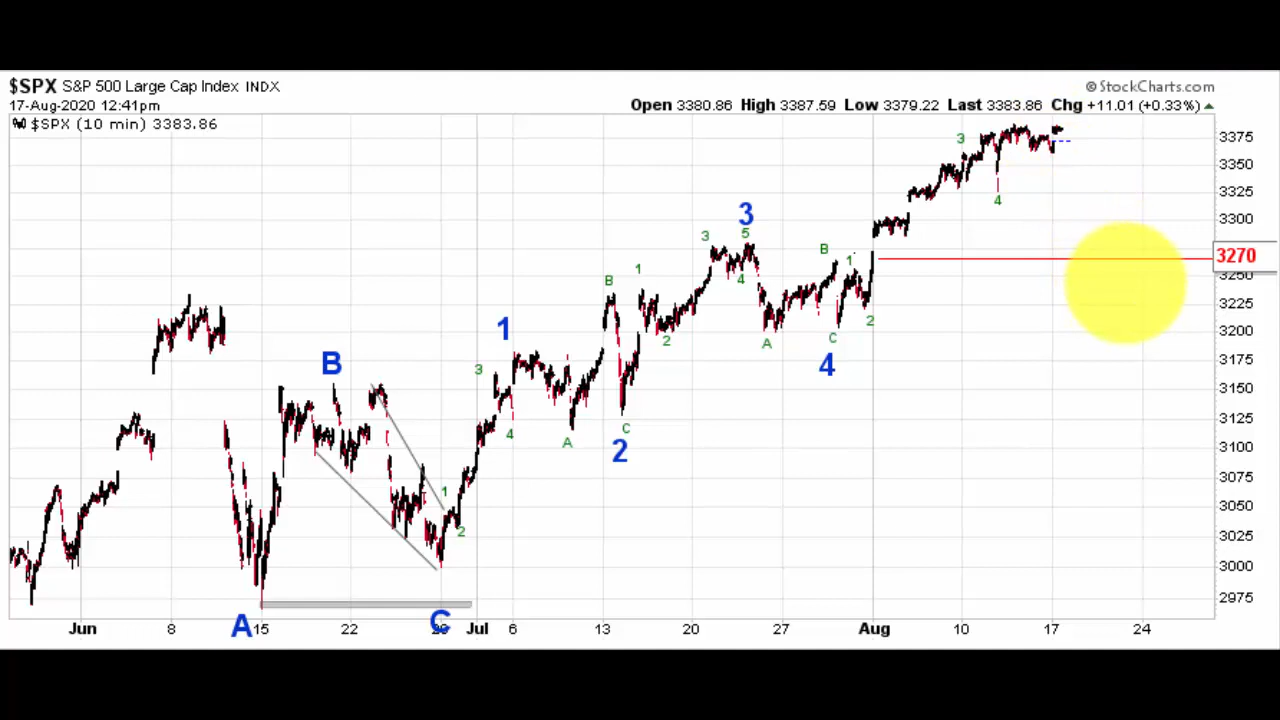 $SPX S&P 500 Large Cap Index INDX
© StockCharts.com
17-Aug-2020 12:41pm
Open 3380.86 High 3387.59 Low 3379.22 Last 3383.86 Chg +11.01 (+0.33%)
$SPX (10 min) 3383.86
3375
3350
3325
3300
3270
3250
3225
3200
3175
3150
3125
3100
3075
3050
3025
3000
2975
A
B
C
1
2
3
4
1
2
3
4
A
B
C
1
2
3
4
5
A
B
C
1
2
3
4
Jun
8
15
22
29
Jul
6
13
20
27
Aug
10
17
24